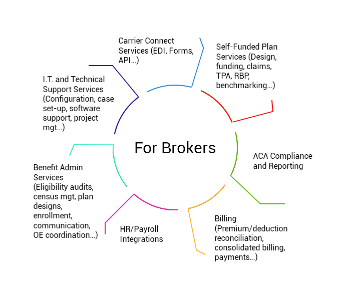 Carrier Connect
Services (EDI, Forms,
API...)
Self-Funded Plan
Services (Design,
funding, claims,
TPA, RBP,
benchmarking...)
I.T. and Technical
Support Services
(Configuration, case
set-up, software
support, project
mgt...)
For Brokers
ACA Compliance
and Reporting
Benefit Admin
Services
(Eligibility audits,
census mgt, plan
designs,
enrollment,
communication,
OE coordination...)
HR/Payroll
Integrations
Billing
(Premium/deduction
reconciliation,
consolidated billing,
payments...)